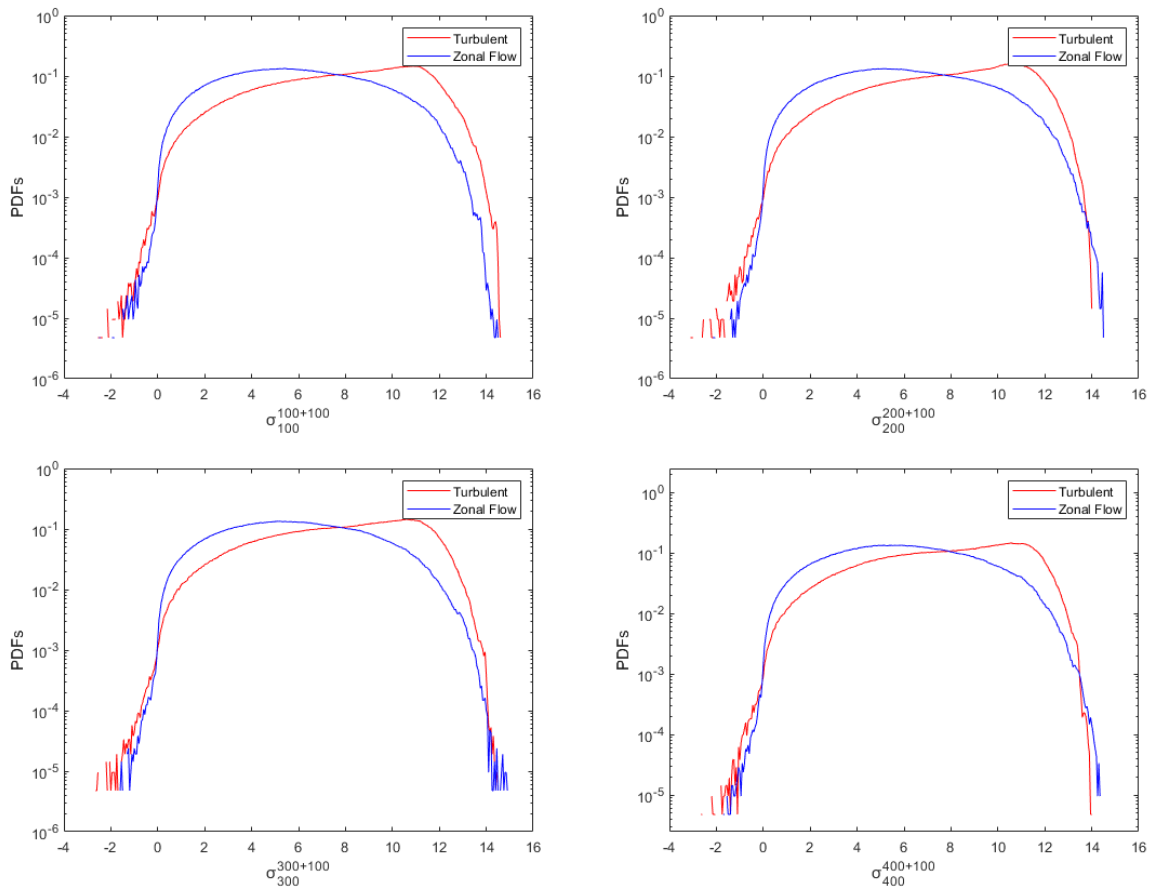 10^0
10^-1
10^-2
10^-3
10^-4
10^-5
10^-6
PDFs
Turbulent
Zonal Flow
-4 -2 0 2 4 6 8 10 12 14 16
σ_100^100+100
10^0
10^-1
10^-2
10^-3
10^-4
10^-5
10^-6
PDFs
Turbulent
Zonal Flow
-4 -2 0 2 4 6 8 10 12 14 16
σ_200^200+100
10^0
10^-1
10^-2
10^-3
10^-4
10^-5
10^-6
PDFs
Turbulent
Zonal Flow
-4 -2 0 2 4 6 8 10 12 14 16
σ_300^300+100
10^0
10^-1
10^-2
10^-3
10^-4
10^-5
PDFs
Turbulent
Zonal Flow
-4 -2 0 2 4 6 8 10 12 14 16
σ_400^400+100